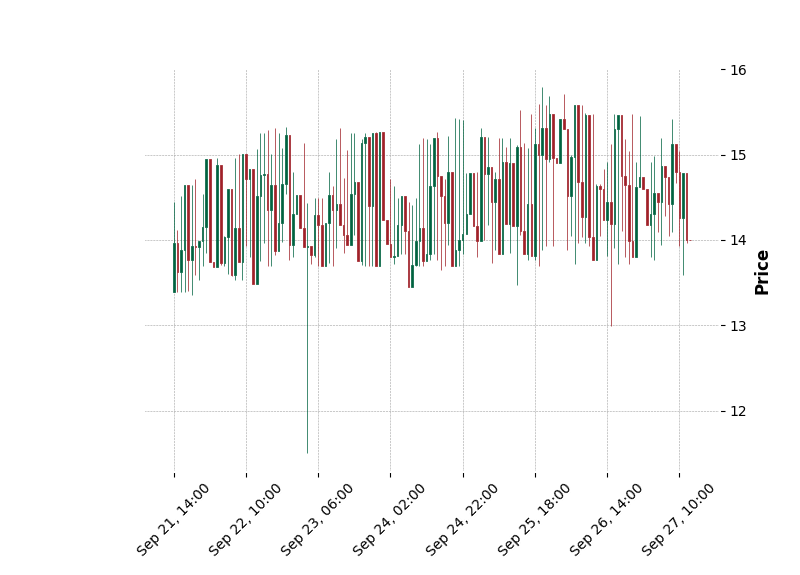 16
15
14
13
12
Price
Sep 21, 14:00
Sep 22, 10:00
Sep 23, 06:00
Sep 24, 02:00
Sep 24, 22:00
Sep 25, 18:00
Sep 26, 14:00
Sep 27, 10:00